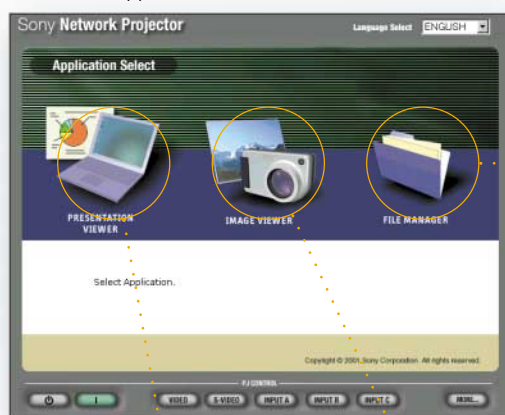 Sony Network Projector
Language Select ENGLISH
Application Select
PRESENTATION
VIEWER
IMAGE VIEWER
FILE MANAGER
Select Application.
Copyright © 2001 Sony Corporation. All rights reserved.
PJ CONTROL
I VIDEO S-VIDEO INPUT A INPUT B INPUT C MORE...